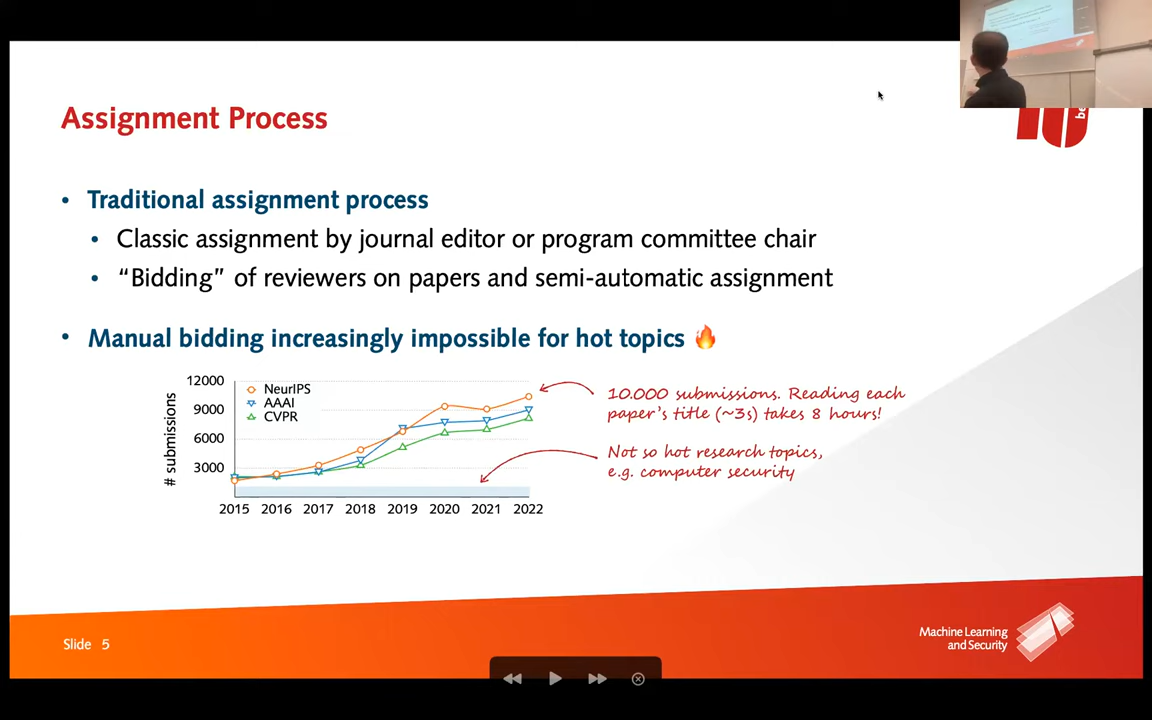 Assignment Process
• Traditional assignment process
• Classic assignment by journal editor or program committee chair
• “Bidding” of reviewers on papers and semi-automatic assignment
• Manual bidding increasingly impossible for hot topics 🔥
# submissions
12000
9000
6000
3000
NeurIPS
AAAI
CVPR
2015 2016 2017 2018 2019 2020 2021 2022
10.000 submissions. Reading each
paper's title (~3s) takes 8 hours!
Not so hot research topics,
e.g. computer security
Slide 5
Machine Learning
and Security